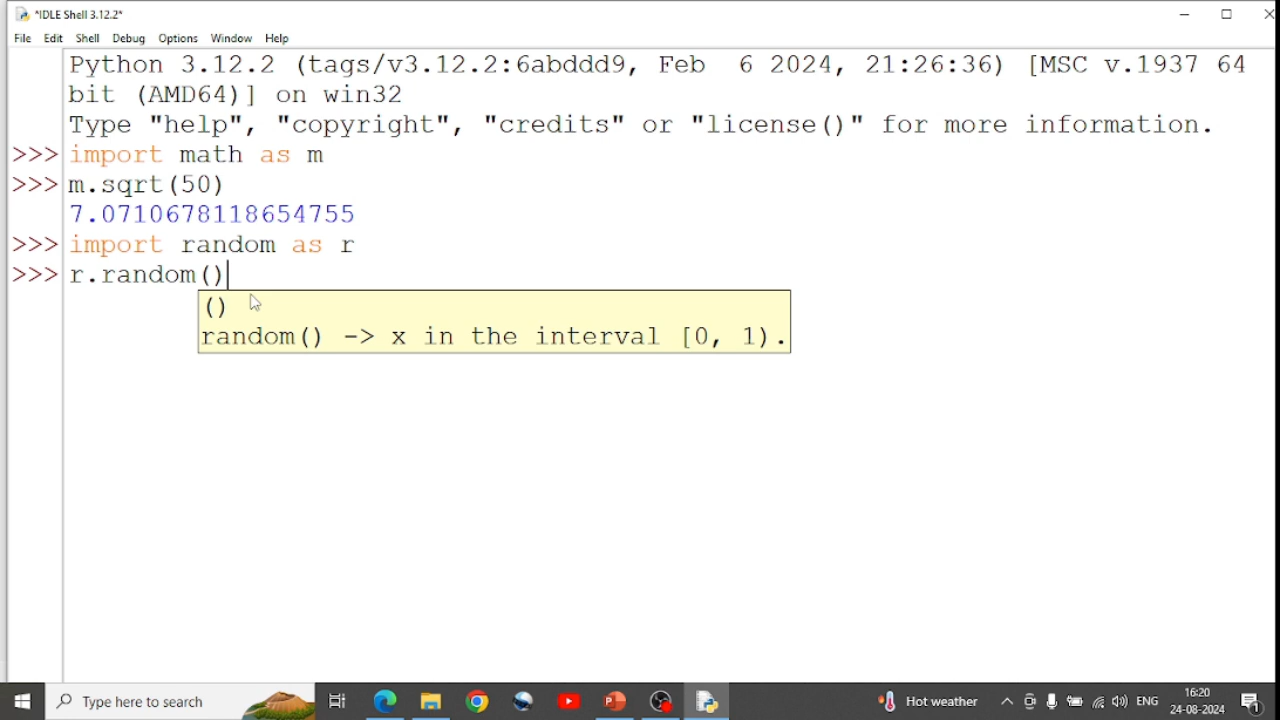 *IDLE Shell 3.12.2*
File Edit Shell Debug Options Window Help
Python 3.12.2 (tags/v3.12.2:6abddd9, Feb  6 2024, 21:26:36) [MSC v.1937 64
bit (AMD64)] on win32
Type "help", "copyright", "credits" or "license()" for more information.
>>> import math as m
>>> m.sqrt(50)
7.0710678118654755
>>> import random as r
>>> r.random()
()
random() -> x in the interval [0, 1).
Type here to search
Hot weather
ENG
16:20
24-08-2024
1